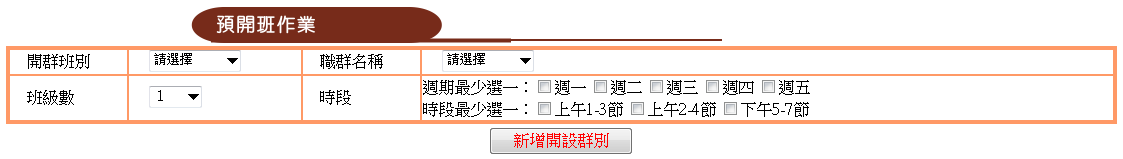 預開班作業
開群班別 請選擇 職群名稱 請選擇
班級數 1 時段
週期最少選一：週一 週二 週三 週四 週五
時段最少選一：上午1-3節 上午2-4節 下午5-7節
新增開設群別